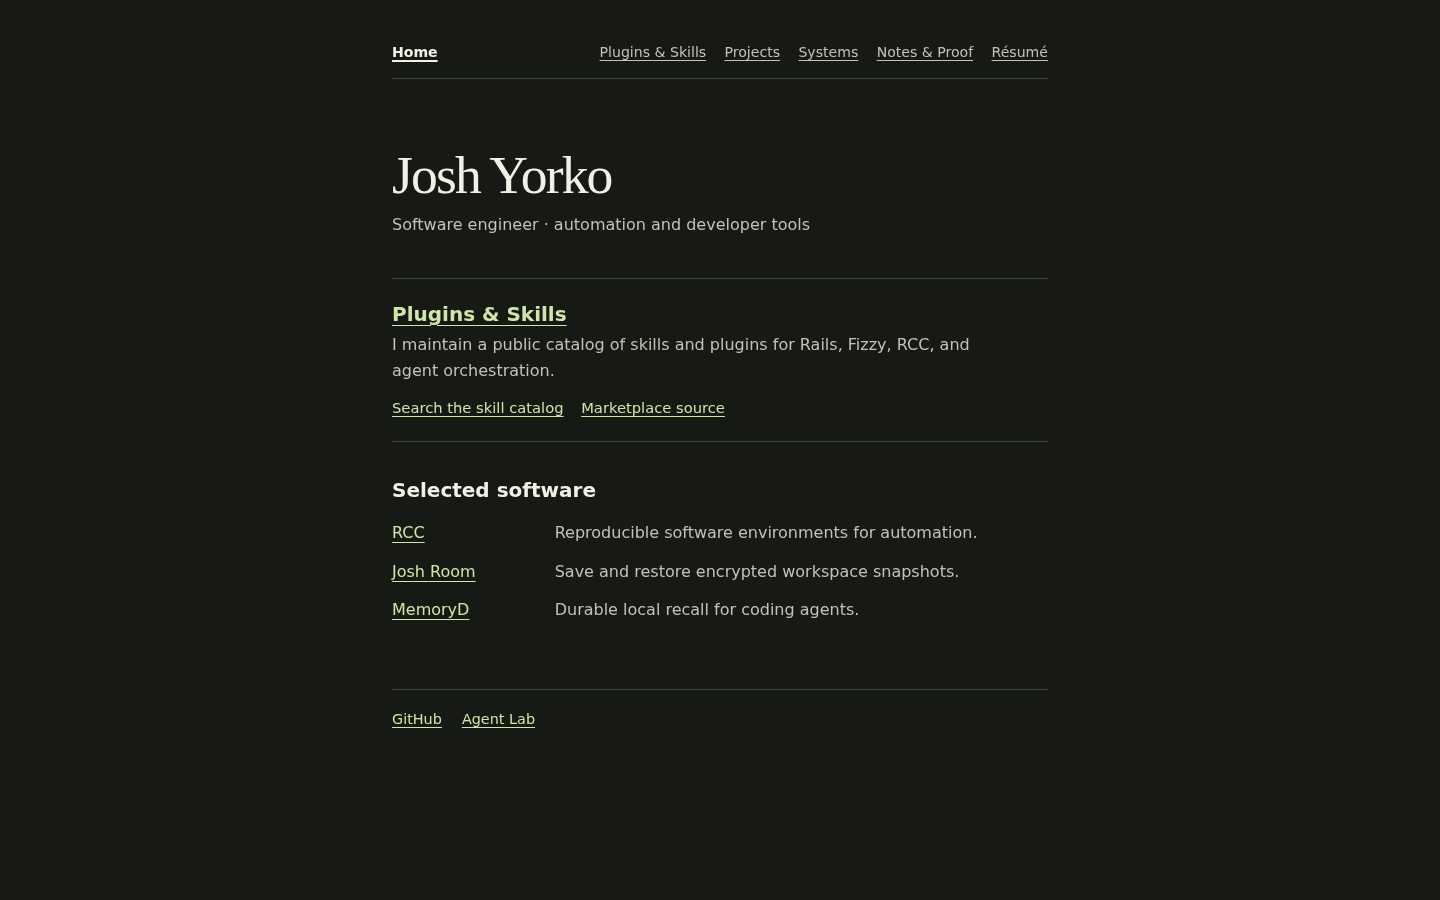 Home Plugins & Skills Projects Systems Notes & Proof Résumé
Josh Yorko
Software engineer · automation and developer tools
Plugins & Skills
I maintain a public catalog of skills and plugins for Rails, Fizzy, RCC, and
agent orchestration.
Search the skill catalog Marketplace source
Selected software
RCC Reproducible software environments for automation.
Josh Room Save and restore encrypted workspace snapshots.
MemoryD Durable local recall for coding agents.
GitHub Agent Lab